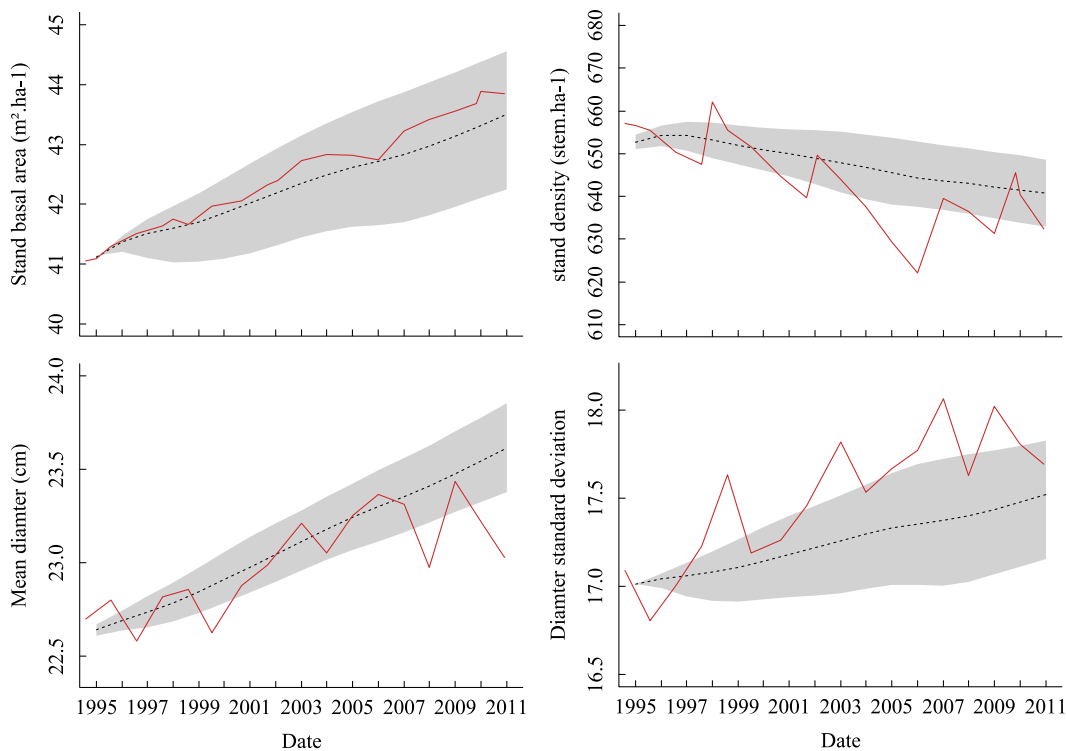 Stand basal area (m².ha-1)
45
44
43
42
41
40
stand density (stem.ha-1)
680
670
660
650
640
630
620
610
Mean diamter (cm)
24.0
23.5
23.0
22.5
1995 1997 1999 2001 2003 2005 2007 2009 2011
Date
Diamter standard deviation
18.0
17.5
17.0
16.5
1995 1997 1999 2001 2003 2005 2007 2009 2011
Date